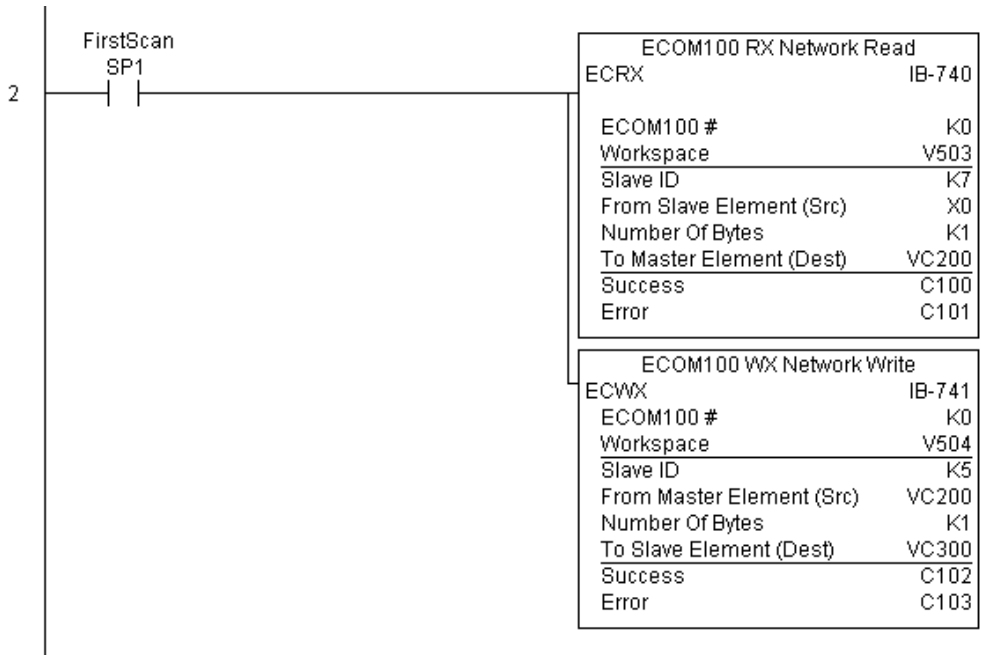 FirstScan
SP1
2
ECOM100 RX Network Read
ECRX IB-740
ECOM100 # K0
Workspace V503
Slave ID K7
From Slave Element (Src) X0
Number Of Bytes K1
To Master Element (Dest) VC200
Success C100
Error C101
ECOM100 WX Network Write
ECWX IB-741
ECOM100 # K0
Workspace V504
Slave ID K5
From Master Element (Src) VC200
Number Of Bytes K1
To Slave Element (Dest) VC300
Success C102
Error C103